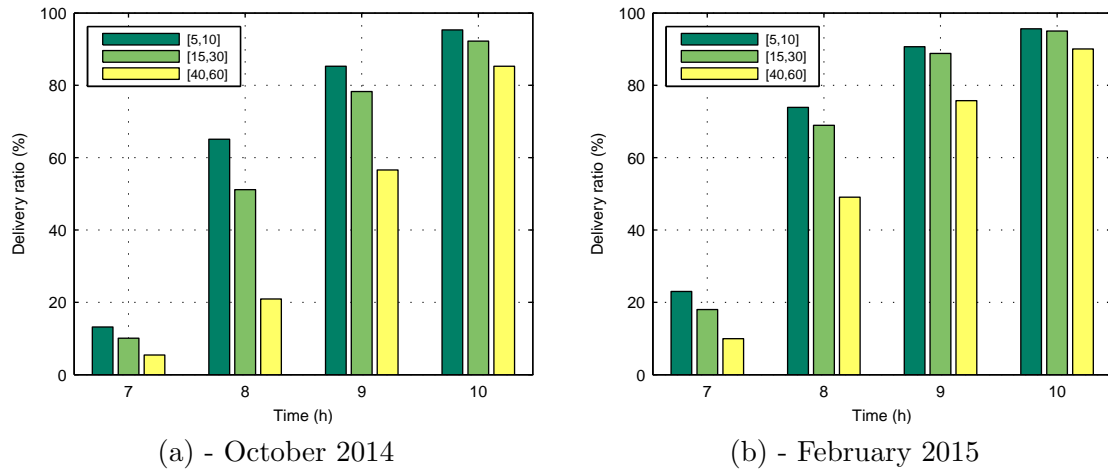 100
80
60
40
20
0
Delivery ratio (%)
[5,10]
[15,30]
[40,60]
7 8 9 10
Time (h)
(a) - October 2014
100
80
60
40
20
0
Delivery ratio (%)
[5,10]
[15,30]
[40,60]
7 8 9 10
Time (h)
(b) - February 2015